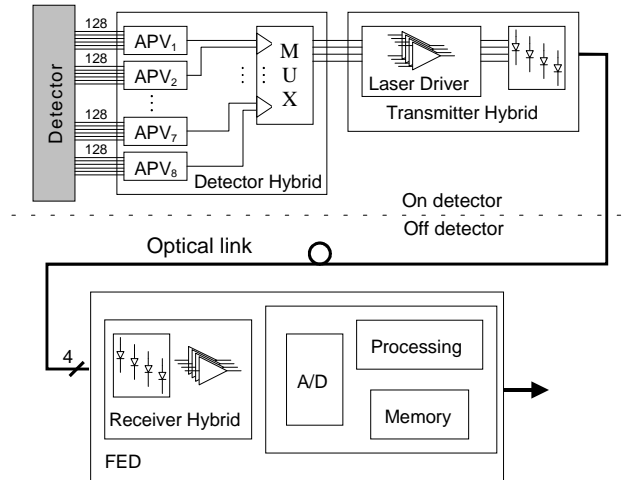 Detector
128
APV1
128
APV2
128
APV7
128
APV8
M
U
X
Detector Hybrid
Laser Driver
Transmitter Hybrid
On detector
Off detector
Optical link
4
Receiver Hybrid
A/D
Processing
Memory
FED